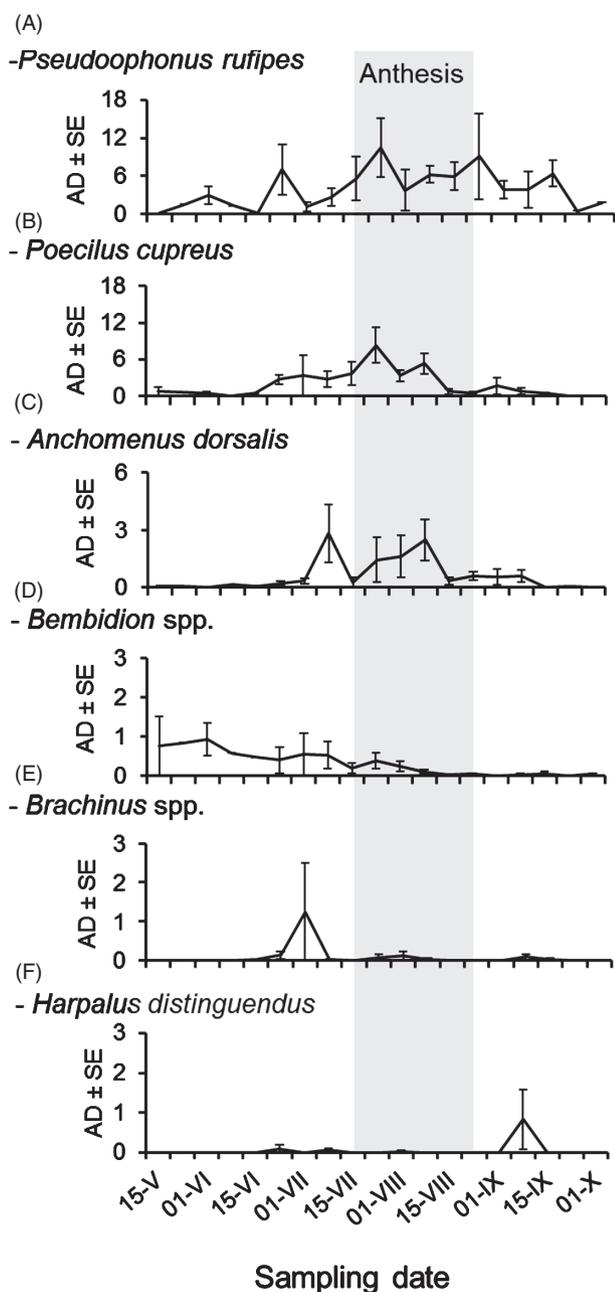 (A)
-Pseudoophonus rufipes
Anthesis
AD ± SE
18
12
6
0
(B)
- Poecilus cupreus
AD ± SE
18
12
6
0
(C)
- Anchomenus dorsalis
AD ± SE
6
3
0
(D)
- Bembidion spp.
AD ± SE
3
2
1
0
(E)
- Brachinus spp.
AD ± SE
3
2
1
0
(F)
- Harpalus distinguendus
AD ± SE
3
2
1
0
15-V 01-VI 15-VI 01-VII 15-VII 01-VIII 15-VIII 01-IX 15-IX 01-X
Sampling date